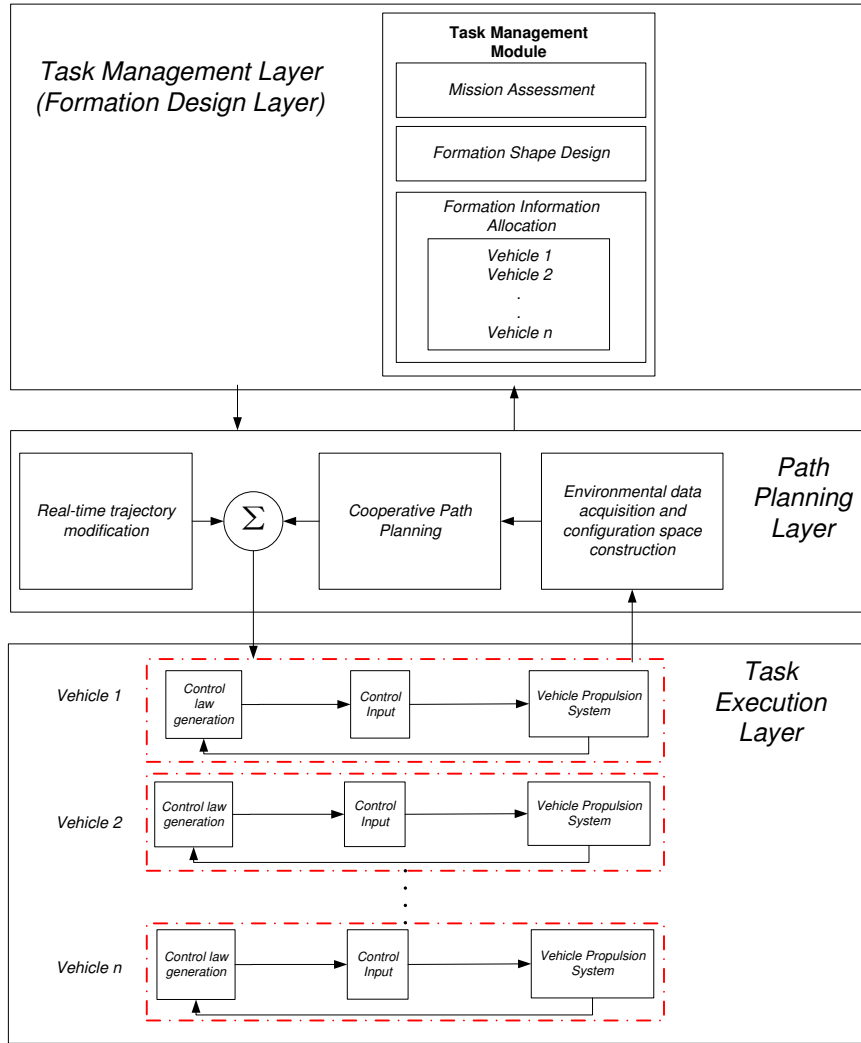 Task Management Layer
(Formation Design Layer)
Task Management
Module
Mission Assessment
Formation Shape Design
Formation Information
Allocation
Vehicle 1
Vehicle 2
.
.
Vehicle n
Real-time trajectory
modification
Σ
Cooperative Path
Planning
Environmental data
acquisition and
configuration space
construction
Path
Planning
Layer
Task
Execution
Layer
Vehicle 1
Control
law
generation
Control
Input
Vehicle Propulsion
System
Vehicle 2
Control law
generation
Control
Input
Vehicle Propulsion
System
Vehicle n
Control law
generation
Control
Input
Vehicle Propulsion
System